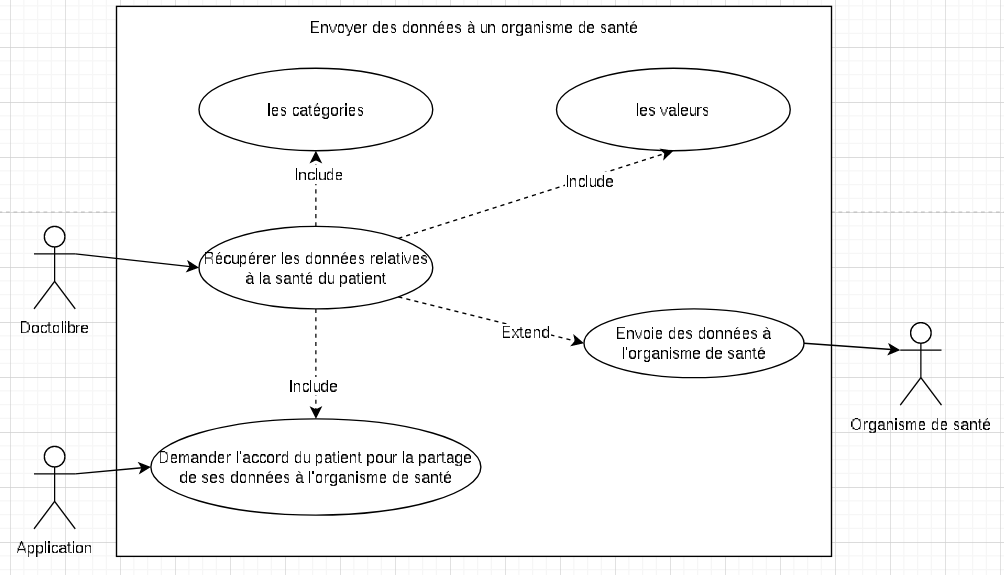 Envoyer des données à un organisme de santé
les catégories
les valeurs
Include
Include
Récupérer les données relatives
à la santé du patient
Doctolibre
Extend
Envoie des données à
l'organisme de santé
Organisme de santé
Include
Demander l'accord du patient pour la partage
de ses données à l'organisme de santé
Application